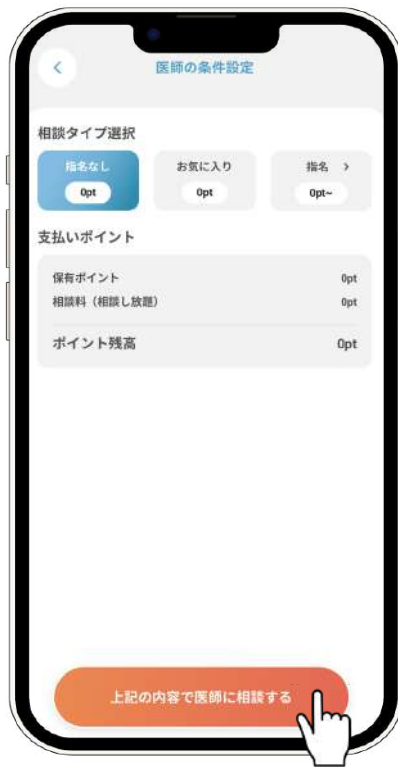 医師の条件設定
相談タイプ選択
指名なし
0pt
お気に入り
0pt
指名 >
0pt~
支払いポイント
保有ポイント 0pt
相談料（相談し放題） 0pt
ポイント残高 0pt
上記の内容で医師に相談する